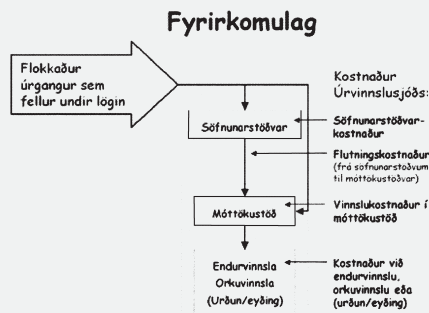 Fyrirkomulag
Flokkaður
úrgangur sem
fellur undir lögin
Kostnaður
Úrvinnslusjóðs:
Söfnunarstöðvar
Söfnunarstöðvar-
kostnaður
Flutningskostnaður
(frá söfnunarstöðvum
til móttökustöðvar)
Móttökustöð
Vinnslukostnaður í
móttökustöð
Endurvinnsla
Orkuvinnsla
(Urðun/eyðing)
Kostnaður við
endurvinnslu,
orkuvinnslu eða
(urðun/eyðing)